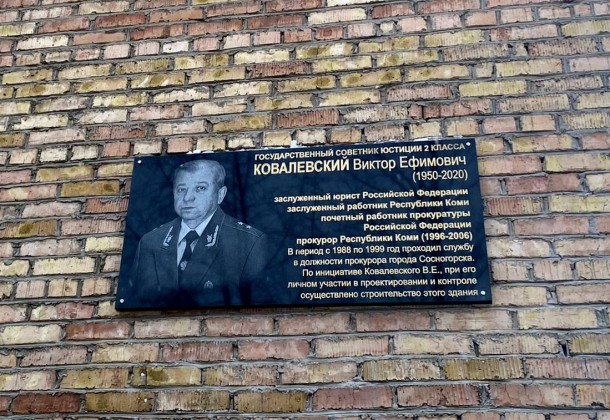 ГОСУДАРСТВЕННЫЙ СОВЕТНИК ЮСТИЦИИ 2 КЛАССА
КОВАЛЕВСКИЙ Виктор Ефимович
(1950-2020)
заслуженный юрист Российской Федерации
заслуженный работник Республики Коми
почетный работник прокуратуры
Российской Федерации
прокурор Республики Коми (1996-2006)
В период с 1988 по 1999 год проходил службу
в должности прокурора города Сосногорска.
По инициативе Ковалевского В.Е., при его
личном участии в проектировании и контроле
осуществлено строительство этого здания